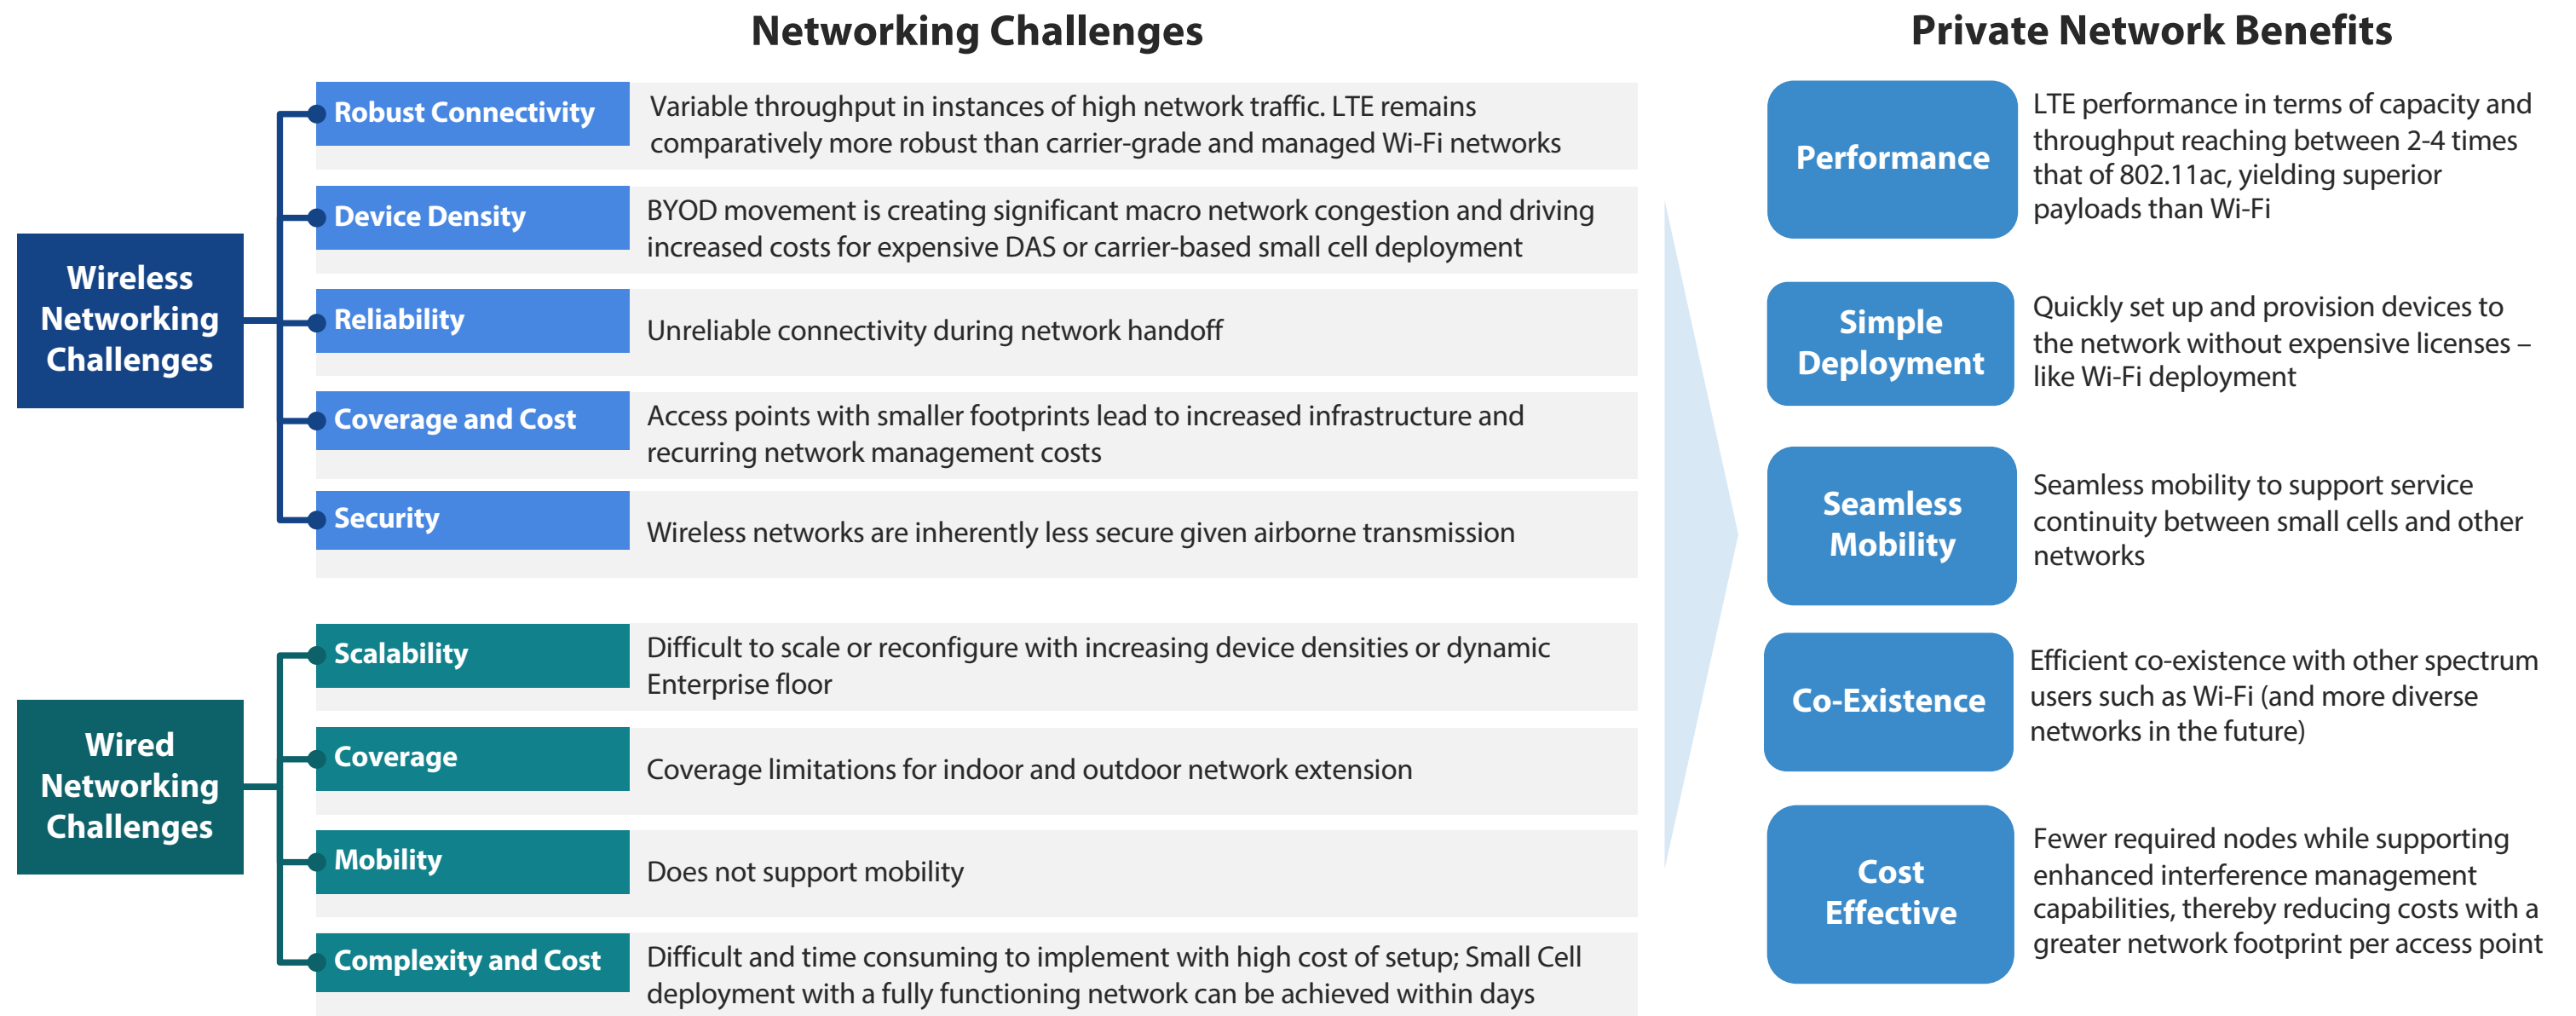 Networking Challenges
Private Network Benefits
Wireless
Networking
Challenges
Robust Connectivity
Variable throughput in instances of high network traffic. LTE remains
comparatively more robust than carrier-grade and managed Wi-Fi networks
Device Density
BYOD movement is creating significant macro network congestion and driving
increased costs for expensive DAS or carrier-based small cell deployment
Reliability
Unreliable connectivity during network handoff
Coverage and Cost
Access points with smaller footprints lead to increased infrastructure and
recurring network management costs
Security
Wireless networks are inherently less secure given airborne transmission
Wired
Networking
Challenges
Scalability
Difficult to scale or reconfigure with increasing device densities or dynamic
Enterprise floor
Coverage
Coverage limitations for indoor and outdoor network extension
Mobility
Does not support mobility
Complexity and Cost
Difficult and time consuming to implement with high cost of setup; Small Cell
deployment with a fully functioning network can be achieved within days
Performance
LTE performance in terms of capacity and
throughput reaching between 2-4 times
that of 802.11ac, yielding superior
payloads than Wi-Fi
Simple
Deployment
Quickly set up and provision devices to
the network without expensive licenses –
like Wi-Fi deployment
Seamless
Mobility
Seamless mobility to support service
continuity between small cells and other
networks
Co-Existence
Efficient co-existence with other spectrum
users such as Wi-Fi (and more diverse
networks in the future)
Cost
Effective
Fewer required nodes while supporting
enhanced interference management
capabilities, thereby reducing costs with a
greater network footprint per access point